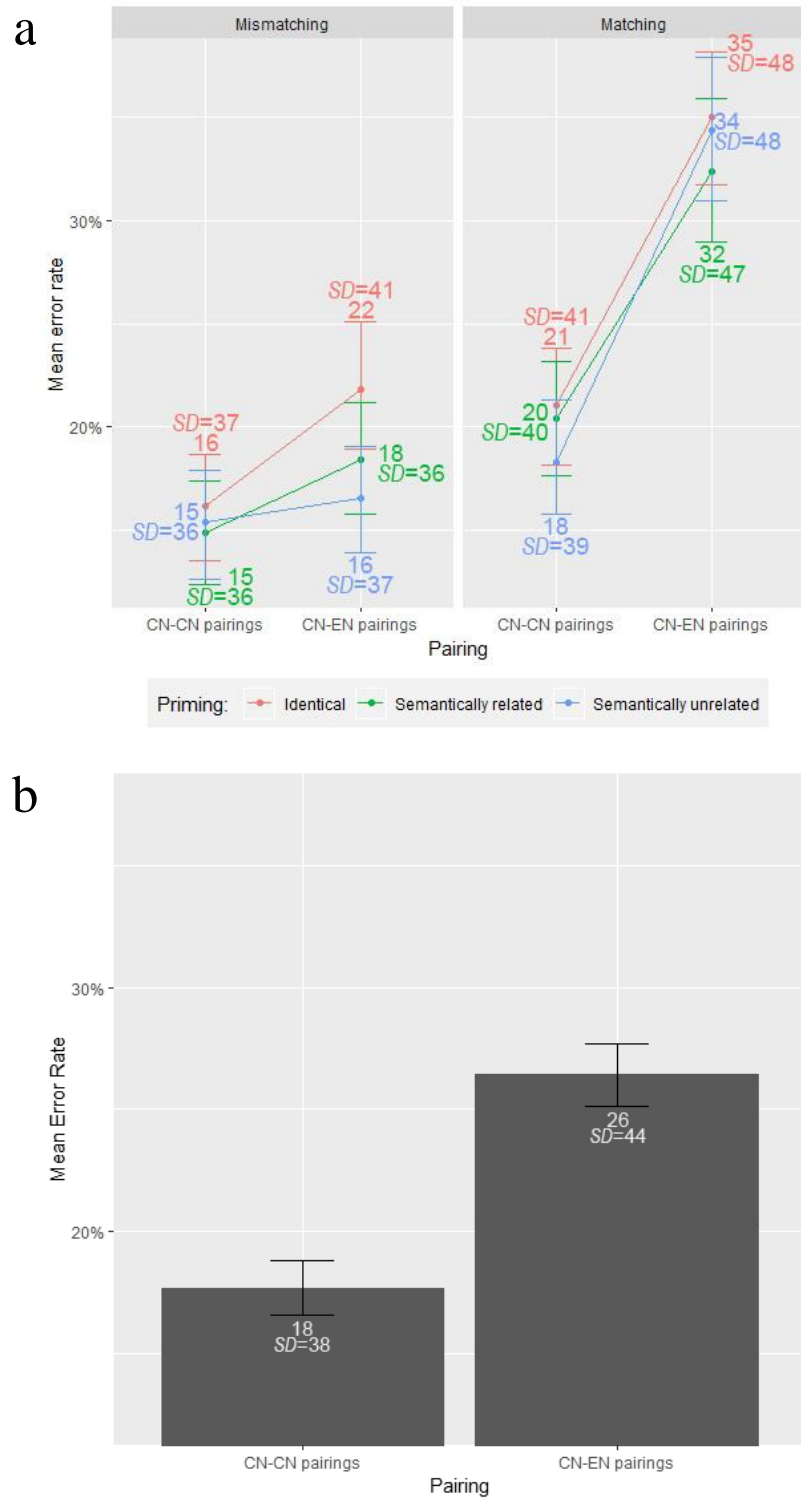 a
Mismatching
Matching
Mean error rate
30%
20%
SD=37
16
15
SD=36
15
SD=36
SD=41
22
18
SD=36
16
SD=37
SD=41
21
20
SD=40
18
SD=39
35
SD=48
34
SD=48
32
SD=47
CN-CN pairings
CN-EN pairings
CN-CN pairings
CN-EN pairings
Pairing
Priming: Identical Semantically related Semantically unrelated
b
Mean Error Rate
30%
20%
18
SD=38
26
SD=44
CN-CN pairings
CN-EN pairings
Pairing